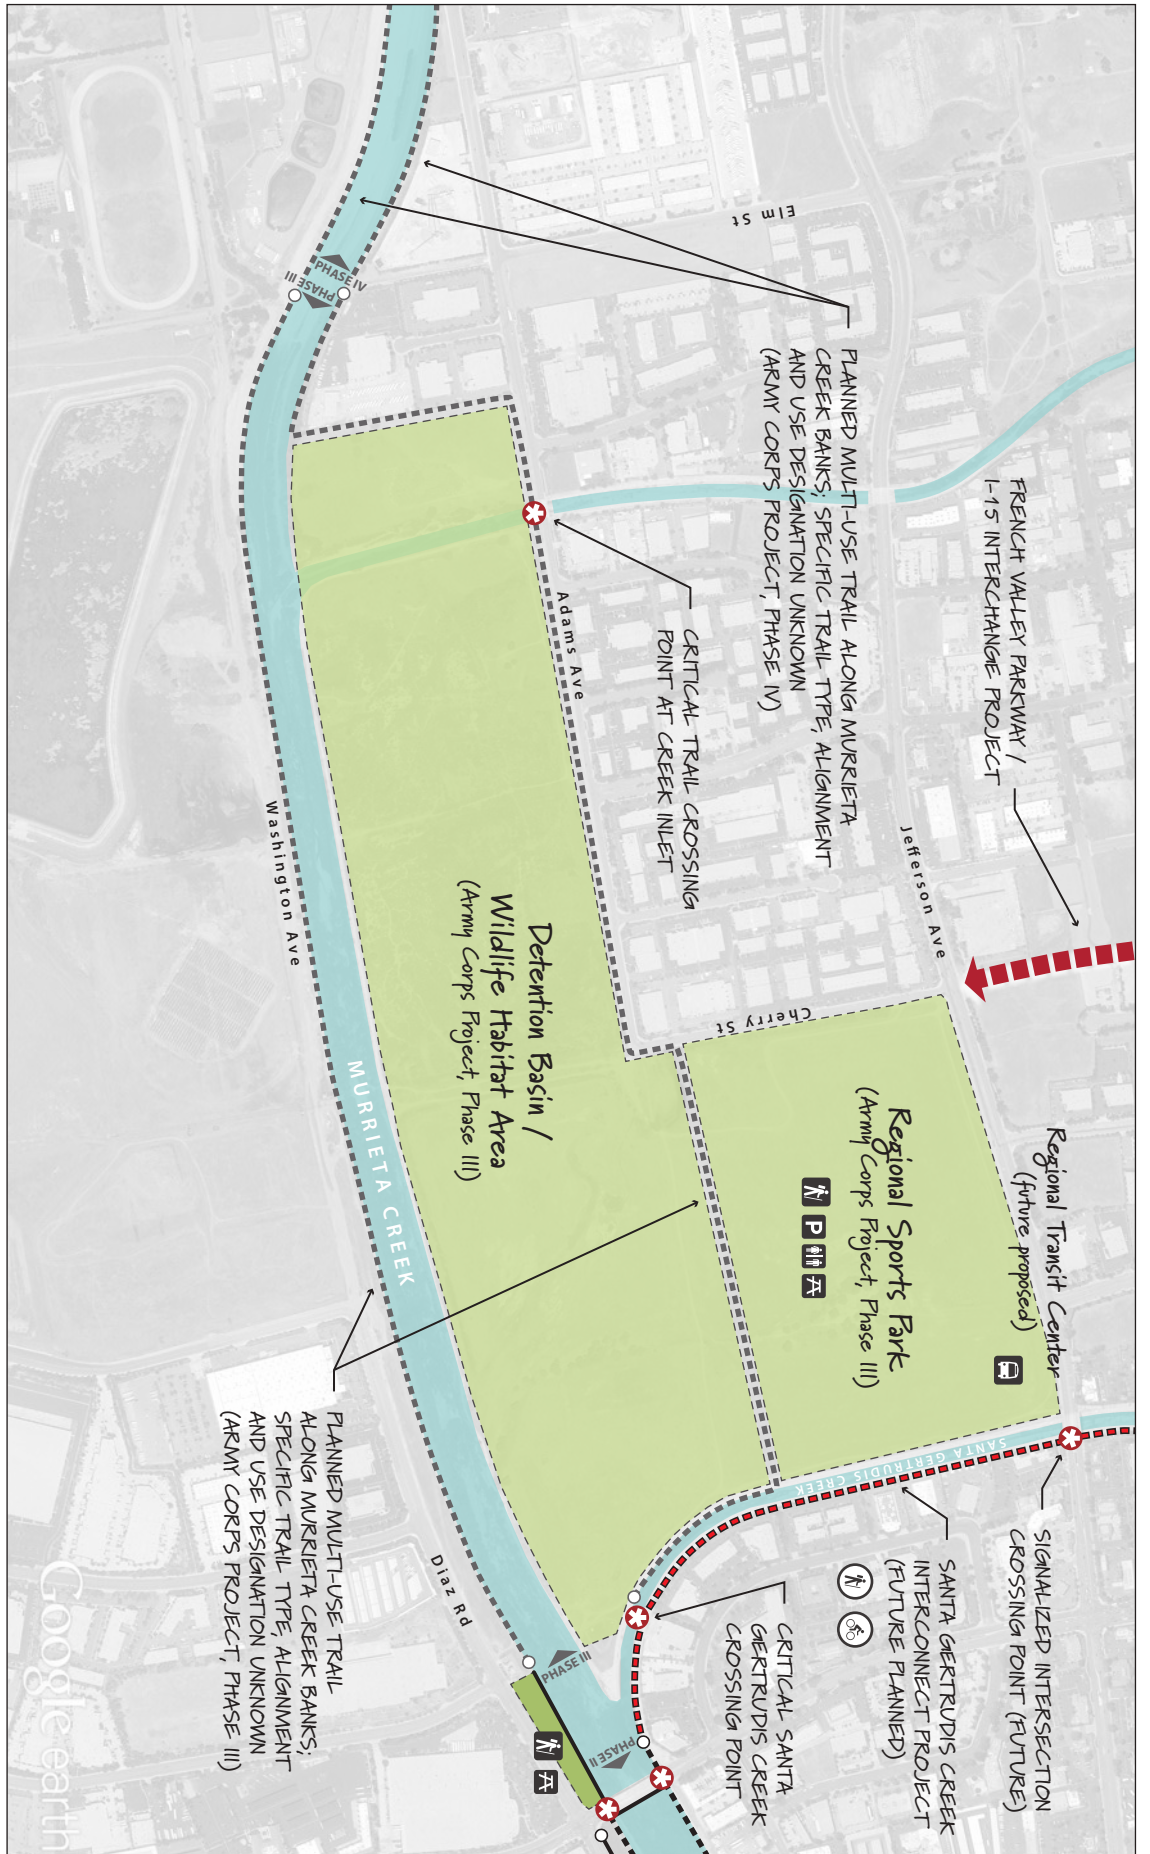 Elm St
PHASE IV
PHASE III
PLANNED MULTI-USE TRAIL ALONG MURRIETA
CREEK BANKS; SPECIFIC TRAIL TYPE, ALIGNMENT
AND USE DESIGNATION UNKNOWN
(ARMY CORPS PROJECT, PHASE IV)
FRENCH VALLEY PARKWAY /
I-15 INTERCHANGE PROJECT
CRITICAL TRAIL CROSSING
POINT AT CREEK INLET
Adams Ave
Jefferson Ave
Washington Ave
Cherry St
Detention Basin /
Wildlife Habitat Area
(Army Corps Project, Phase III)
MURRIETA CREEK
Regional Sports Park
(Army Corps Project, Phase III)
P
Regional Transit Center
(future proposed)
SANTA GERTRUDIS CREEK
SIGNALIZED INTERSECTION
CROSSING POINT (FUTURE)
SANTA GERTRUDIS CREEK
INTERCONNECT PROJECT
(FUTURE PLANNED)
CRITICAL SANTA
GERTRUDIS CREEK
CROSSING POINT
PLANNED MULTI-USE TRAIL
ALONG MURRIETA CREEK BANKS;
SPECIFIC TRAIL TYPE, ALIGNMENT
AND USE DESIGNATION UNKNOWN
(ARMY CORPS PROJECT, PHASE III)
Diaz Rd
PHASE III
PHASE II
Google earth